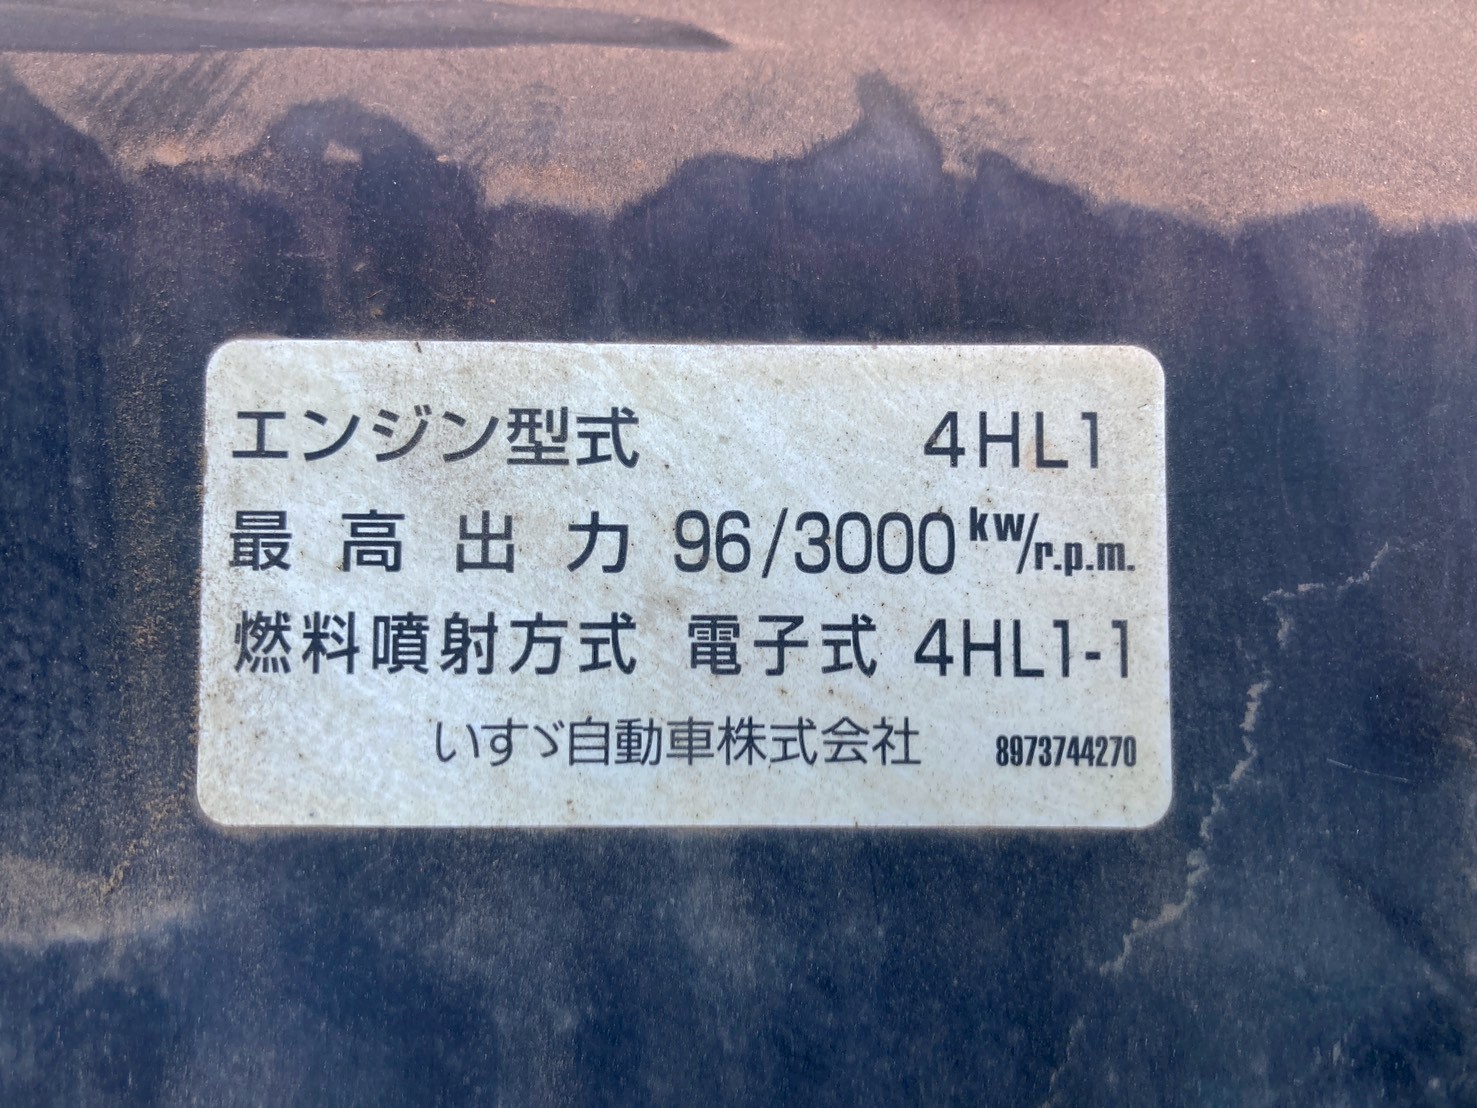 エンジン型式 4HL1
最高出力 96/3000 kw/r.p.m.
燃料噴射方式 電子式 4HL1-1
いすゞ自動車株式会社 8973744270